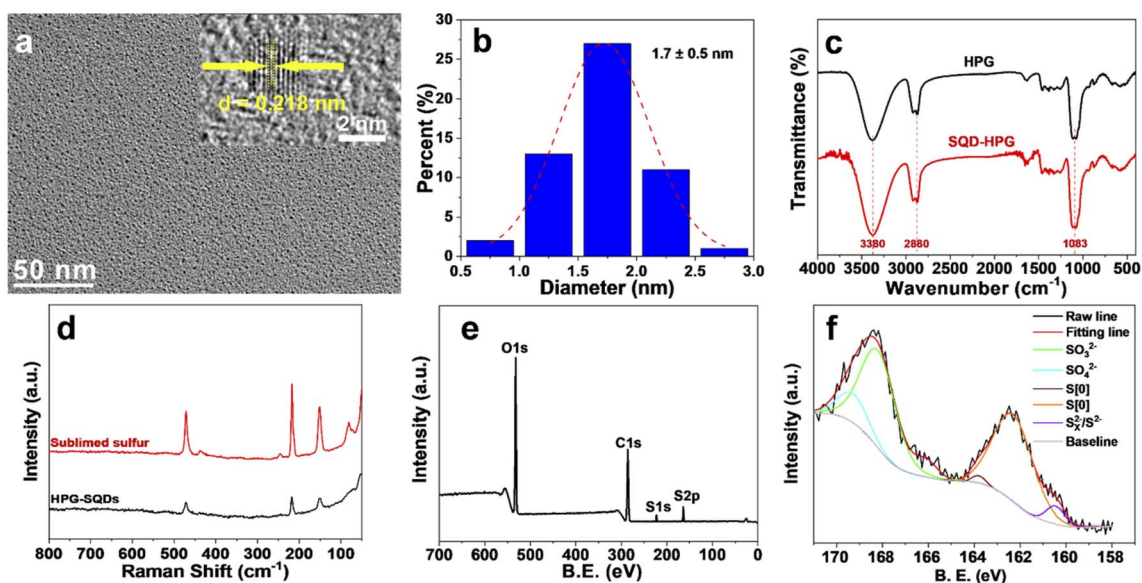 a
d = 0.218 nm
2 nm
50 nm
b
1.7 ± 0.5 nm
Percent (%)
30
25
20
15
10
5
0
0.5 1.0 1.5 2.0 2.5 3.0
Diameter (nm)
c
HPG
SQD-HPG
Transmittance (%)
3380 2880 1083
4000 3500 3000 2500 2000 1500 1000 500
Wavenumber (cm⁻¹)
d
Sublimed sulfur
HPG-SQDs
Intensity (a.u.)
800 700 600 500 400 300 200 100
Raman Shift (cm⁻¹)
e
O1s
C1s
S1s
S2p
Intensity (a.u.)
700 600 500 400 300 200 100 0
B.E. (eV)
f
Raw line
Fitting line
SO₃²⁻
SO₄²⁻
S[0]
S[0]
Sₓ²⁻/S²⁻
Baseline
Intensity (a.u.)
170 168 166 164 162 160 158
B. E. (eV)